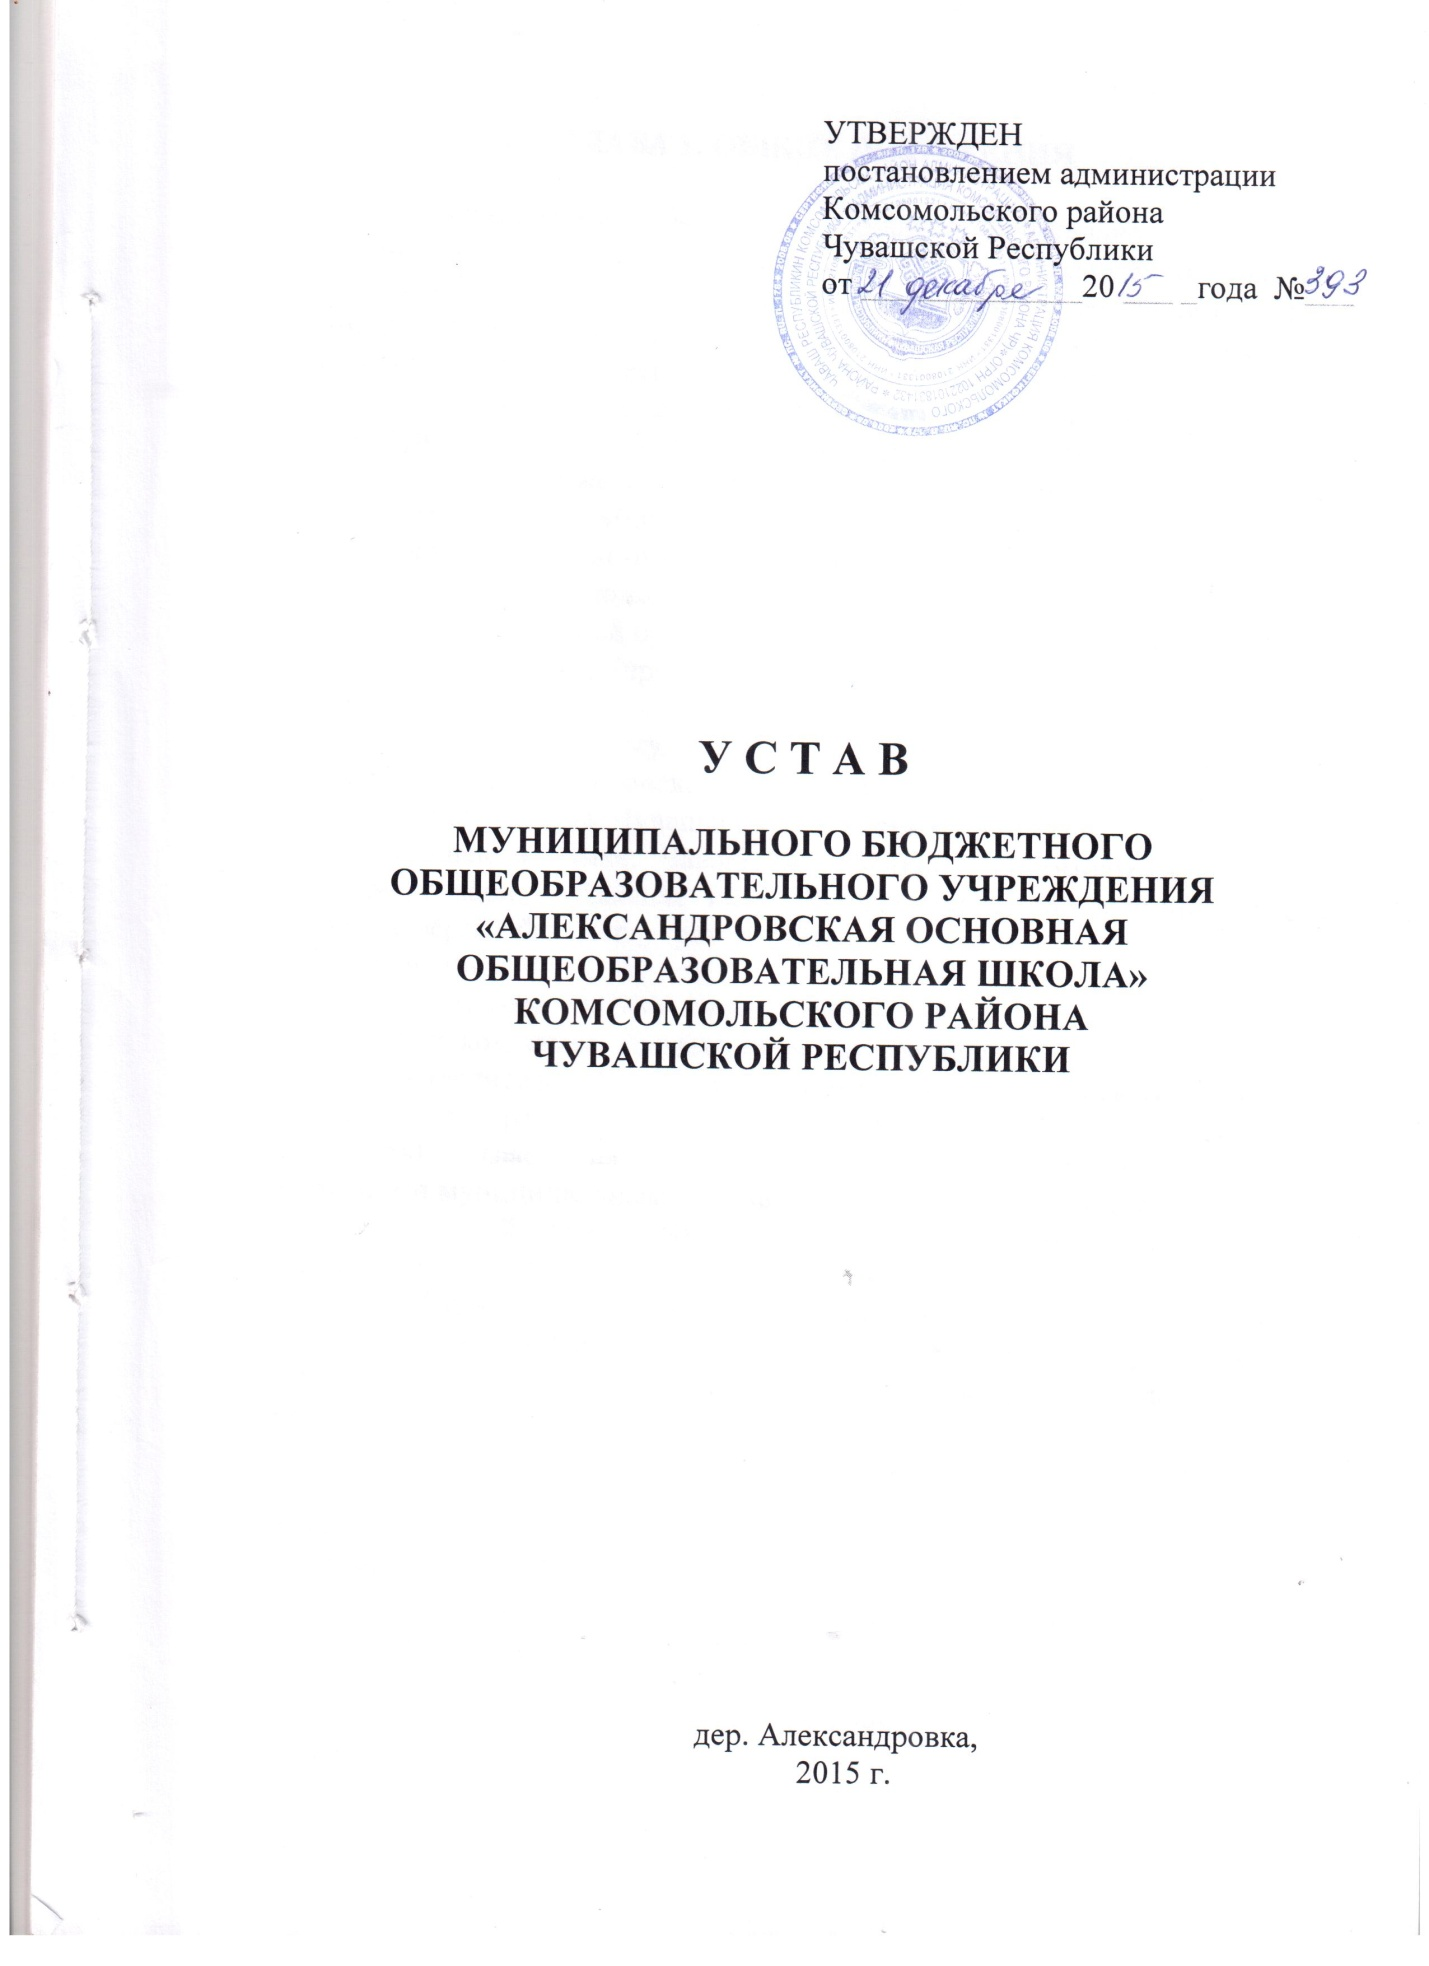 УТВЕРЖДЕН
постановлением администрации
Комсомольского района
Чувашской Республики
от 21 декабря 2015 года №393
У С Т А В
МУНИЦИПАЛЬНОГО БЮДЖЕТНОГО
ОБЩЕОБРАЗОВАТЕЛЬНОГО УЧРЕЖДЕНИЯ
«АЛЕКСАНДРОВСКАЯ ОСНОВНАЯ
ОБЩЕОБРАЗОВАТЕЛЬНАЯ ШКОЛА»
КОМСОМОЛЬСКОГО РАЙОНА
ЧУВАШСКОЙ РЕСПУБЛИКИ
дер. Александровка,
2015 г.